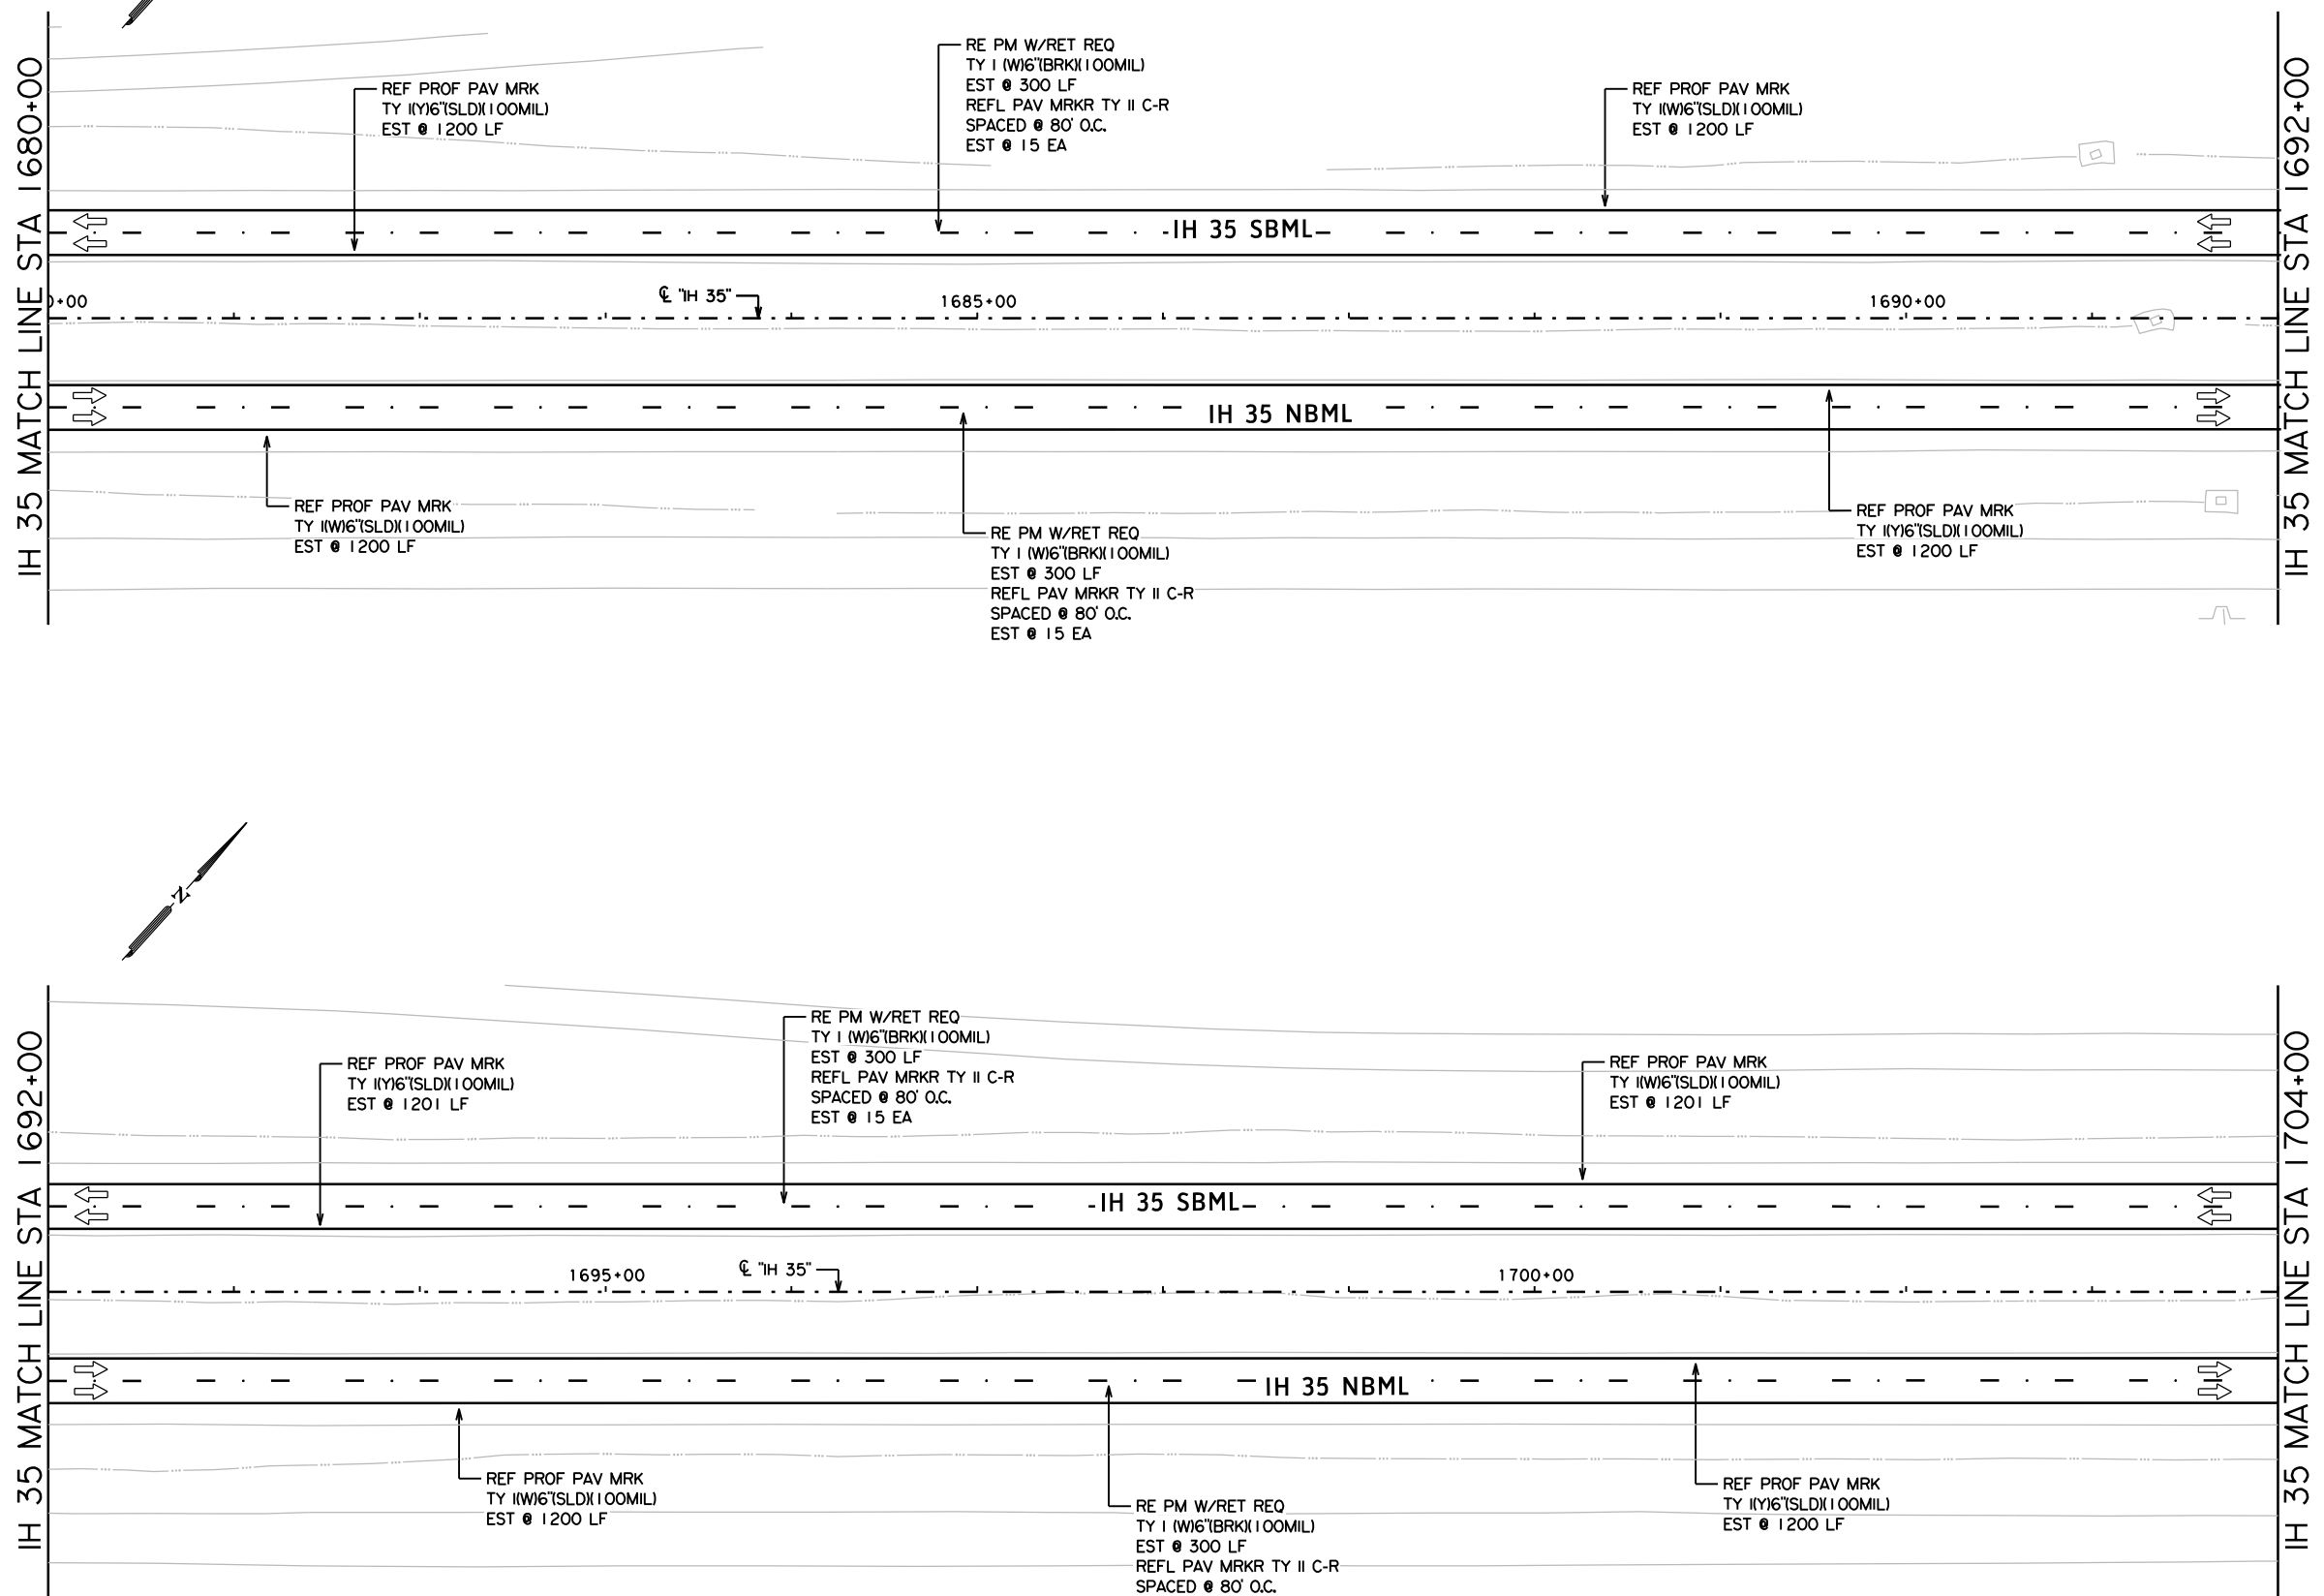 IH 35 MATCH LINE STA 1680+00
REF PROF PAV MRK
TY I(Y)6"(SLD)(100MIL)
EST @ 1200 LF
RE PM W/RET REQ
TY I (W)6"(BRK)(100MIL)
EST @ 300 LF
REFL PAV MRKR TY II C-R
SPACED @ 80' O.C.
EST @ 15 EA
REF PROF PAV MRK
TY I(W)6"(SLD)(100MIL)
EST @ 1200 LF
IH 35 MATCH LINE STA 1692+00
IH 35 SBML
0+00
℄ "IH 35"
1685+00
1690+00
IH 35 NBML
REF PROF PAV MRK
TY I(W)6"(SLD)(100MIL)
EST @ 1200 LF
RE PM W/RET REQ
TY I (W)6"(BRK)(100MIL)
EST @ 300 LF
REFL PAV MRKR TY II C-R
SPACED @ 80' O.C.
EST @ 15 EA
REF PROF PAV MRK
TY I(Y)6"(SLD)(100MIL)
EST @ 1200 LF
N
IH 35 MATCH LINE STA 1692+00
REF PROF PAV MRK
TY I(Y)6"(SLD)(100MIL)
EST @ 1201 LF
RE PM W/RET REQ
TY I (W)6"(BRK)(100MIL)
EST @ 300 LF
REFL PAV MRKR TY II C-R
SPACED @ 80' O.C.
EST @ 15 EA
REF PROF PAV MRK
TY I(W)6"(SLD)(100MIL)
EST @ 1201 LF
IH 35 MATCH LINE STA 1704+00
IH 35 SBML
1695+00
℄ "IH 35"
1700+00
IH 35 NBML
REF PROF PAV MRK
TY I(W)6"(SLD)(100MIL)
EST @ 1200 LF
RE PM W/RET REQ
TY I (W)6"(BRK)(100MIL)
EST @ 300 LF
REFL PAV MRKR TY II C-R
SPACED @ 80' O.C.
REF PROF PAV MRK
TY I(Y)6"(SLD)(100MIL)
EST @ 1200 LF